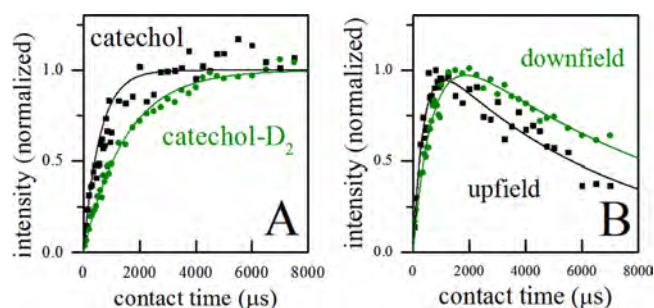 intensity (normalized)
1.0
0.5
0.0
catechol
catechol-D₂
A
0 2000 4000 6000 8000
contact time (µs)
intensity (normalized)
1.0
0.5
0.0
downfield
upfield
B
0 2000 4000 6000 8000
contact time (µs)